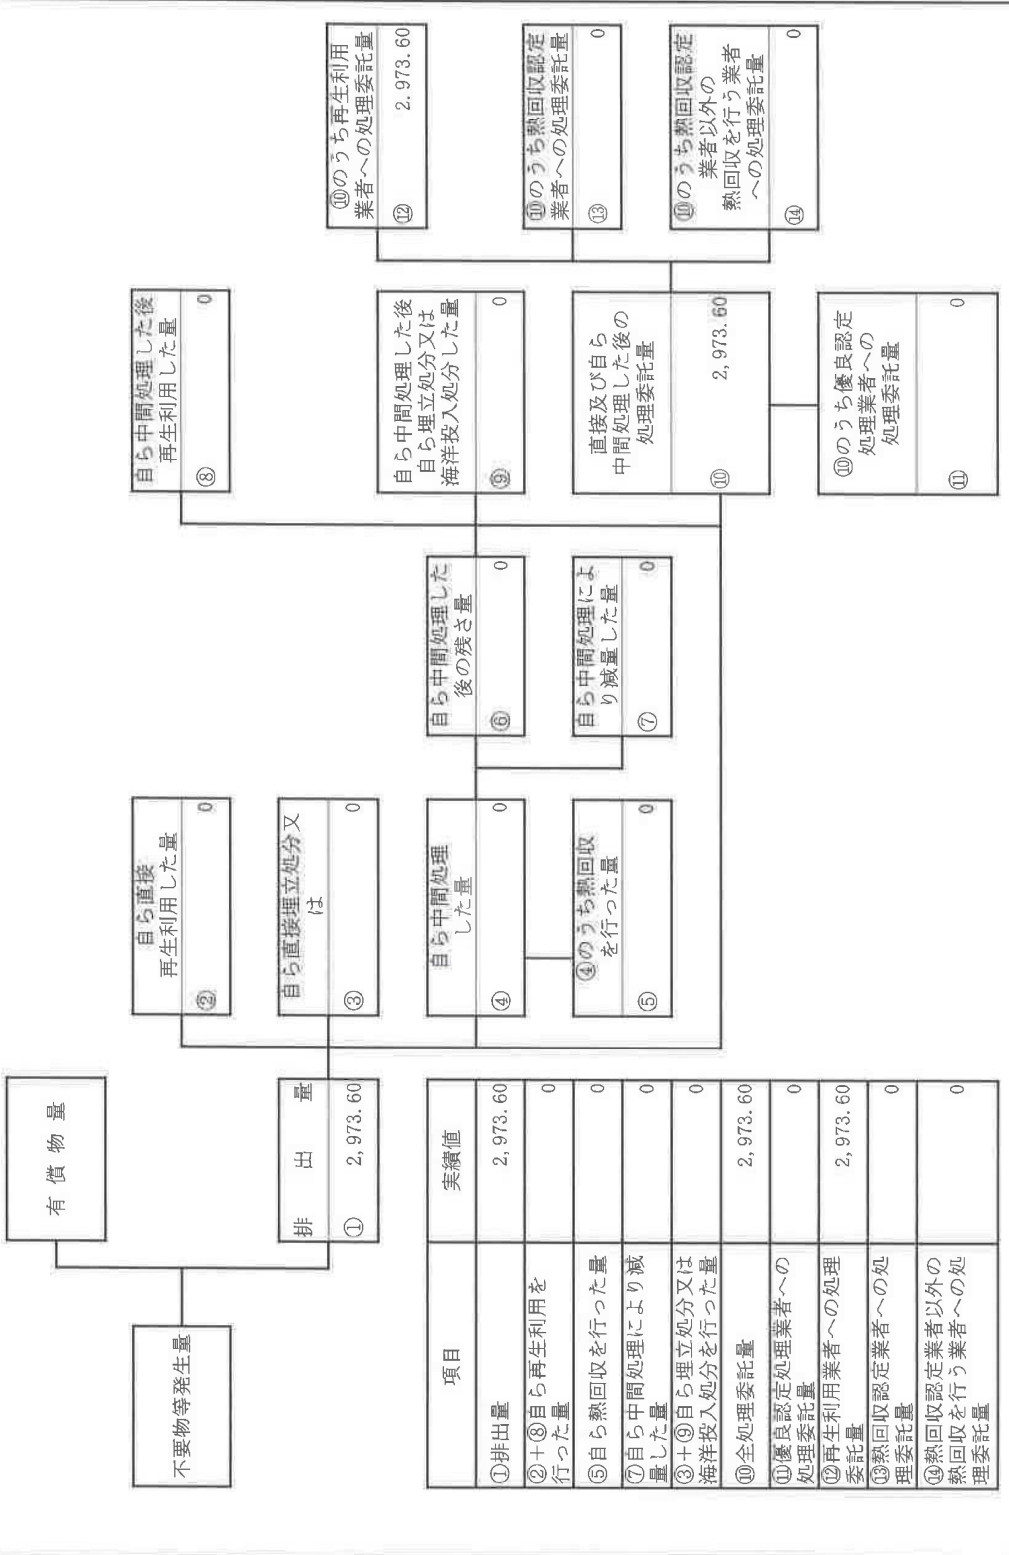 不要物等発生量
有償物量
排出量
① 2,973.60
自ら直接
再生利用した量
② 0
自ら直接埋立処分又
は
③ 0
自ら中間処理
した量
④ 0
④のうち熱回収
を行った量
⑤ 0
自ら中間処理した
後の残さ量
⑥ 0
自ら中間処理によ
り減量した量
⑦ 0
自ら中間処理した後
再生利用した量
⑧ 0
自ら中間処理した後
自ら埋立処分又は
海洋投入処分した量
⑨ 0
直接及び自ら
中間処理した後の
処理委託量
⑩ 2,973.60
⑩のうち優良認定
処理業者への
処理委託量
⑪ 0
⑩のうち再生利用
業者への処理委託量
⑫ 2.973.60
⑩のうち熱回収認定
業者への処理委託量
⑬ 0
⑩のうち熱回収認定
業者以外の
熱回収を行う業者
への処理委託量
⑭ 0
項目 実績値
①排出量 2,973.60
②＋⑧自ら再生利用を
行った量 0
⑤自ら熱回収を行った量 0
⑦自ら中間処理により減
量した量 0
③＋⑨自ら埋立処分又は
海洋投入処分を行った量 0
⑩全処理委託量 2,973.60
⑪優良認定処理業者への
処理委託量 0
⑫再生利用業者への処理
委託量 2,973.60
⑬熱回収認定業者への処
理委託量 0
⑭熱回収認定業者以外の
熱回収を行う業者への処
理委託量 0